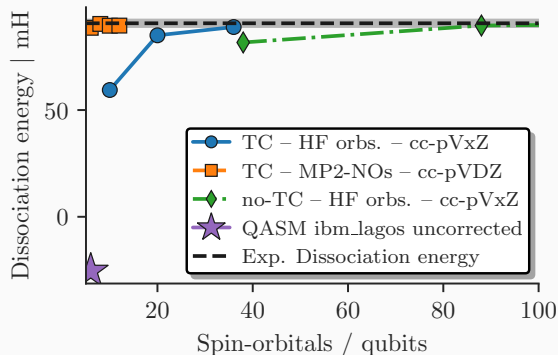 Dissociation energy | mH
50
0
TC – HF orbs. – cc-pVxZ
TC – MP2-NOs – cc-pVDZ
no-TC – HF orbs. – cc-pVxZ
QASM ibm_lagos uncorrected
Exp. Dissociation energy
20 40 60 80 100
Spin-orbitals / qubits